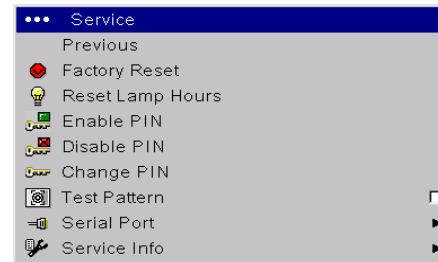 Service
Previous
Factory Reset
Reset Lamp Hours
Enable PIN
Disable PIN
Change PIN
Test Pattern
Serial Port
Service Info